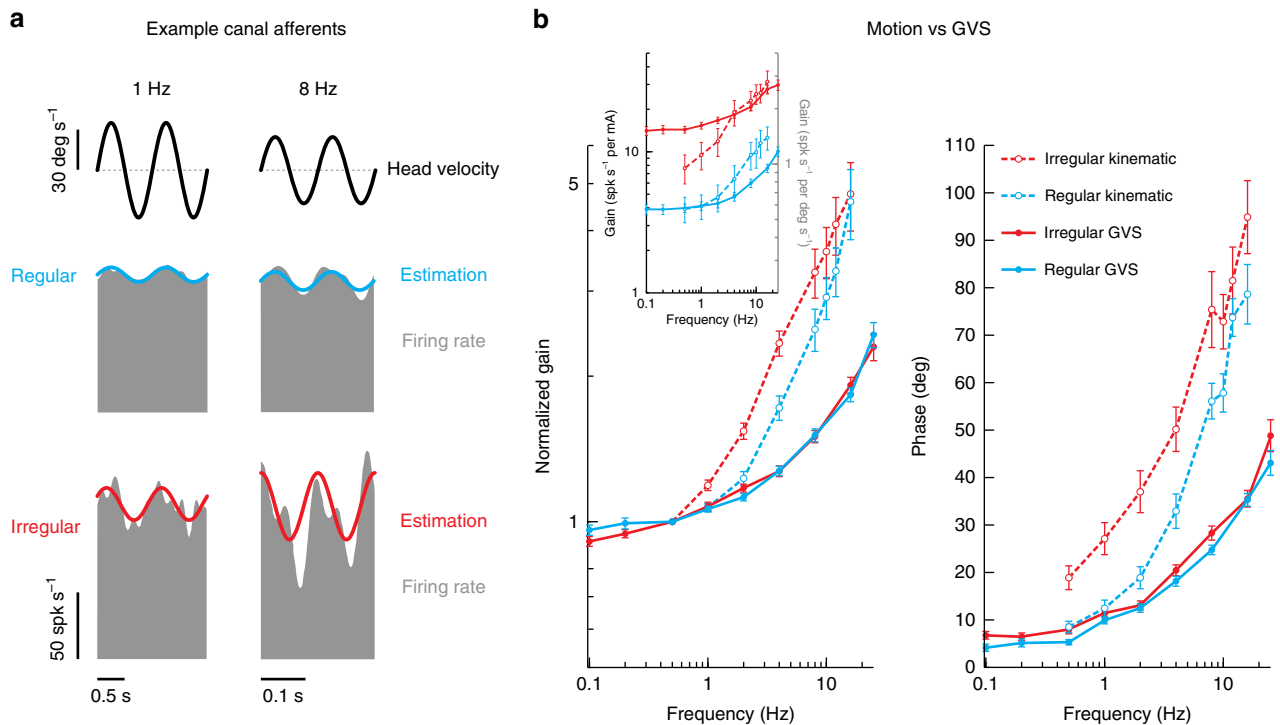 a
Example canal afferents
1 Hz
8 Hz
30 deg s⁻¹
Head velocity
Regular
Estimation
Firing rate
Irregular
Estimation
Firing rate
50 spk s⁻¹
0.5 s
0.1 s
b
Motion vs GVS
Gain (spk s⁻¹ per mA)
10
1
0.1
1
10
Frequency (Hz)
1
Gain (spk s⁻¹ per deg s⁻¹)
Normalized gain
5
1
0.1
1
10
Frequency (Hz)
Phase (deg)
110
100
90
80
70
60
50
40
30
20
10
0
0.1
1
10
Frequency (Hz)
Irregular kinematic
Regular kinematic
Irregular GVS
Regular GVS